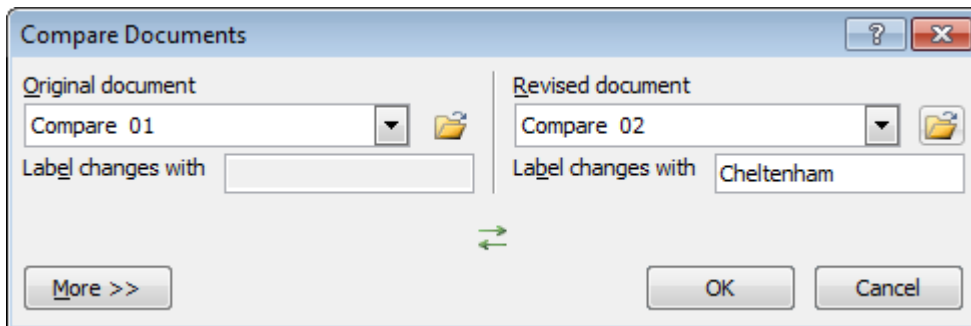 Compare Documents
Original document
Compare 01
Label changes with
Revised document
Compare 02
Label changes with
Cheltenham
More >>
OK
Cancel